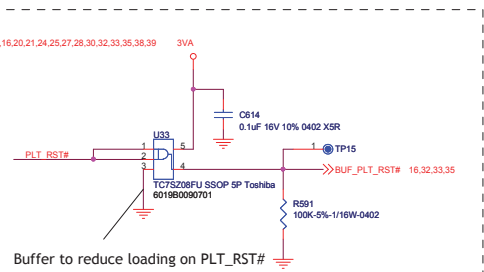 ,16,20,21,24,25,27,28,30,32,33,35,38,39 3VA
U33
C614
0.1uF 16V 10% 0402 X5R
1 5
PLT_RST# 2
3 4
1 TP15
BUF_PLT_RST# 16,32,33,35
TC7SZ08FU SSOP 5P Toshiba
6019B0090701
R591
100K-5%-1/16W-0402
Buffer to reduce loading on PLT_RST#